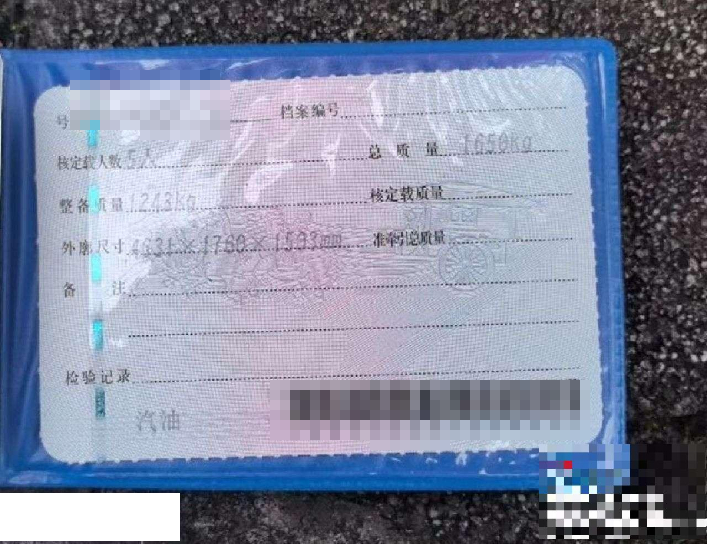 号 档案编号
核定载人数 5人 总质量 1650Kg
整备质量 1243Kg 核定载质量
外廓尺寸 4631×1760×1503mm 准牵引总质量
备注
检验记录
汽油